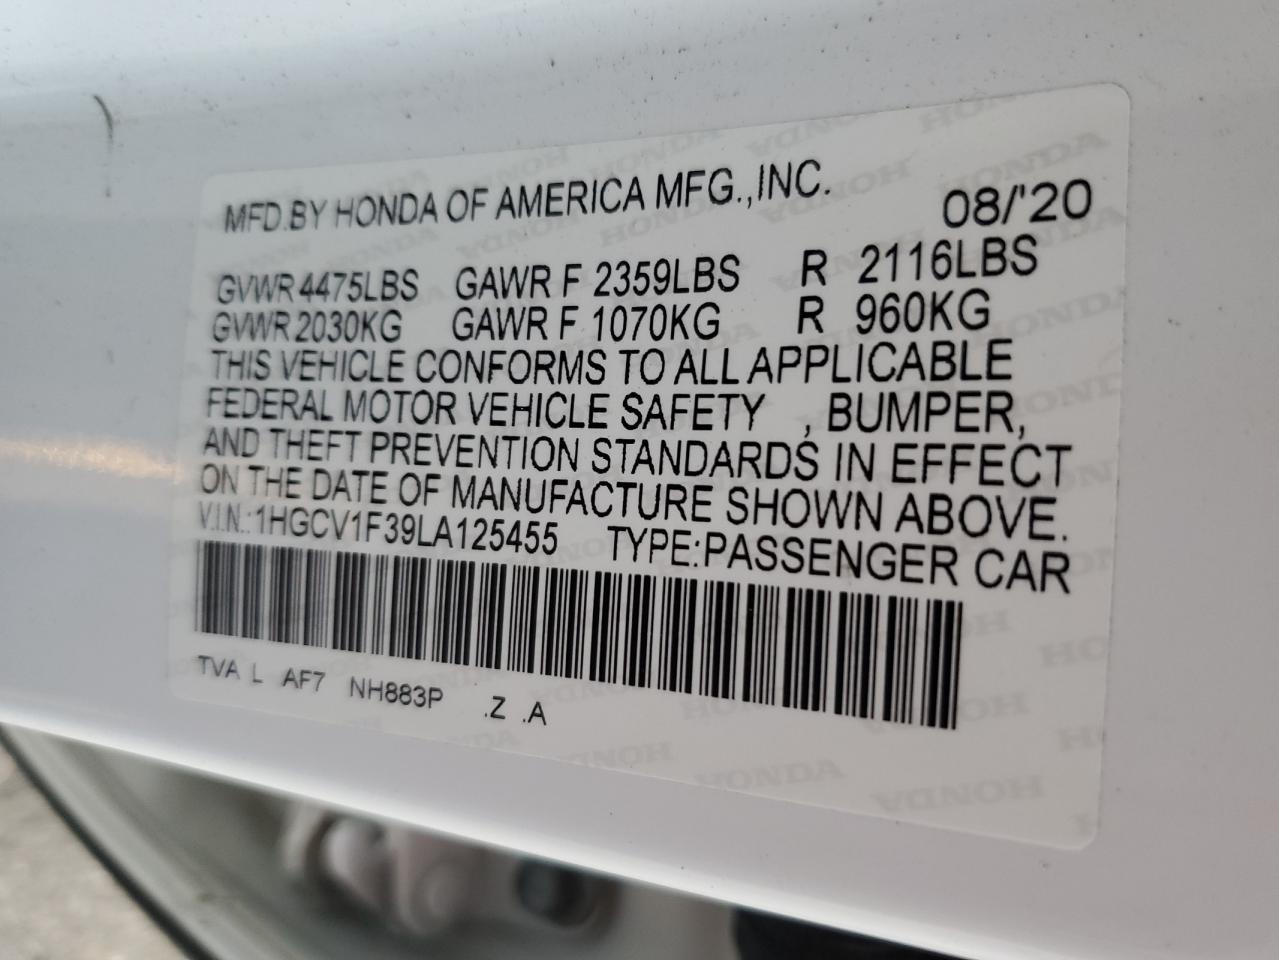 MFD.BY HONDA OF AMERICA MFG.,INC. 08/'20
GVWR 4475LBS GAWR F 2359LBS R 2116LBS
GVWR 2030KG GAWR F 1070KG R 960KG
THIS VEHICLE CONFORMS TO ALL APPLICABLE
FEDERAL MOTOR VEHICLE SAFETY , BUMPER,
AND THEFT PREVENTION STANDARDS IN EFFECT
ON THE DATE OF MANUFACTURE SHOWN ABOVE.
V.I.N.:1HGCV1F39LA125455 TYPE:PASSENGER CAR
TVA L AF7 NH883P .Z .A